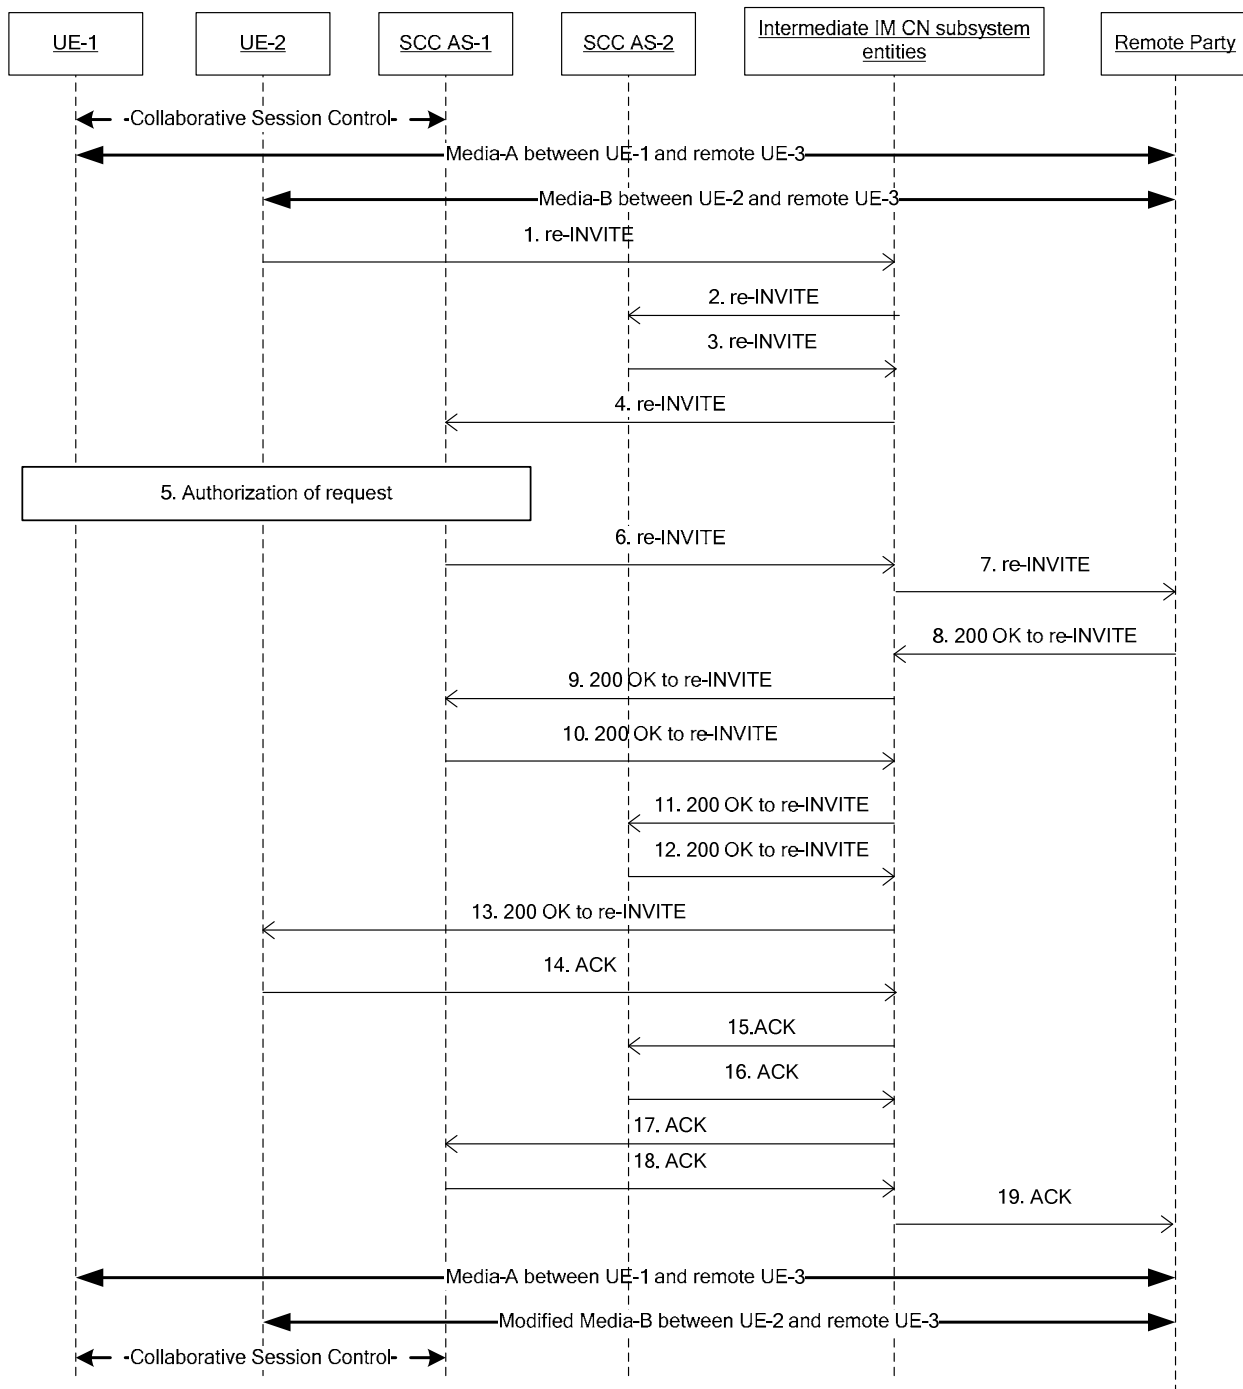 UE-1
UE-2
SCC AS-1
SCC AS-2
Intermediate IM CN subsystem
entities
Remote Party
-Collaborative Session Control-
Media-A between UE-1 and remote UE-3
Media-B between UE-2 and remote UE-3
1. re-INVITE
2. re-INVITE
3. re-INVITE
4. re-INVITE
5. Authorization of request
6. re-INVITE
7. re-INVITE
8. 200 OK to re-INVITE
9. 200 OK to re-INVITE
10. 200 OK to re-INVITE
11. 200 OK to re-INVITE
12. 200 OK to re-INVITE
13. 200 OK to re-INVITE
14. ACK
15.ACK
16. ACK
17. ACK
18. ACK
19. ACK
Media-A between UE-1 and remote UE-3
Modified Media-B between UE-2 and remote UE-3
-Collaborative Session Control-